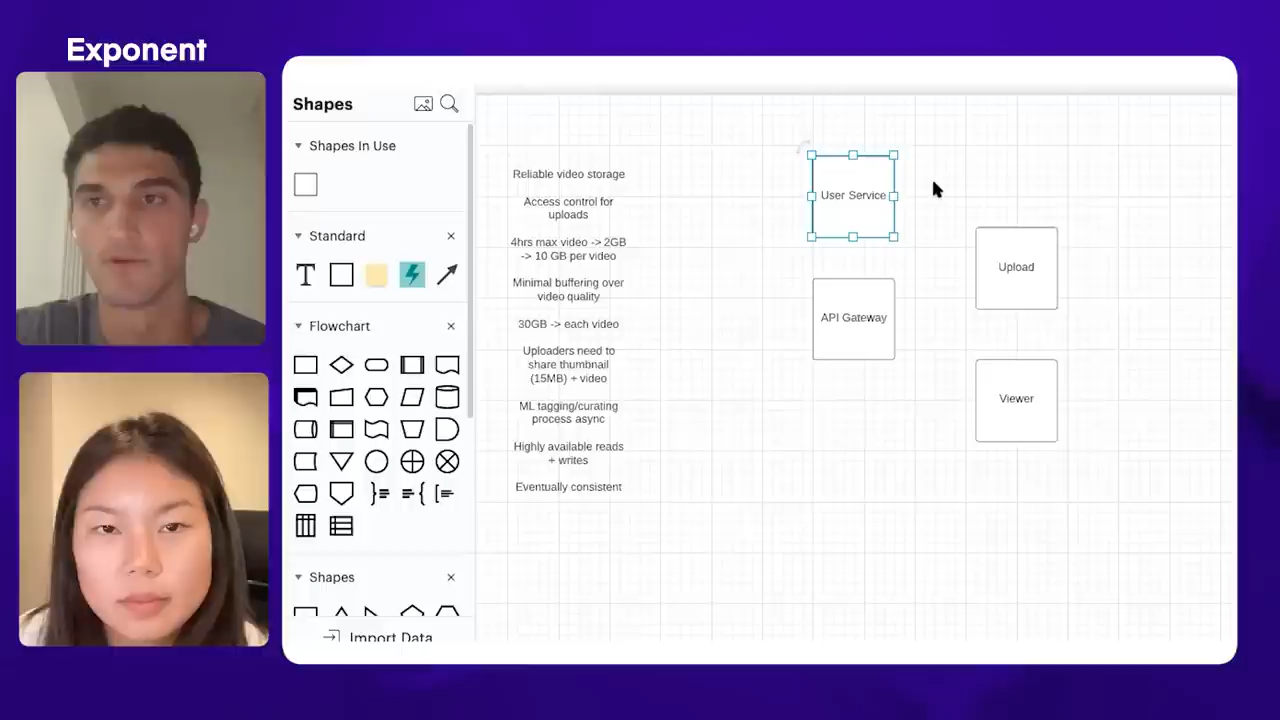 Exponent
Shapes
Shapes In Use
Standard
T
Flowchart
Shapes
Import Data
Reliable video storage
Access control for
uploads
4hrs max video -> 2GB
-> 10 GB per video
Minimal buffering over
video quality
30GB -> each video
Uploaders need to
share thumbnail
(15MB) + video
ML tagging/curating
process async
Highly available reads
+ writes
Eventually consistent
User Service
API Gateway
Upload
Viewer